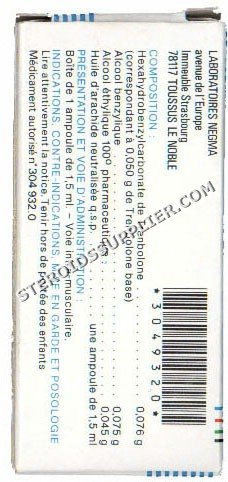 LABORATOIRES NEGMA
avenue de l'Europe
Immeuble Strasbourg
78117 TOUSSUS LE NOBLE
* 3 0 4 9 3 2 0 *
COMPOSITION :
Hexahydrobenzylcarbonate de Trenbolone 0,076 g
(correspondant à 0,050 g de Trenbolone base)
Alcool benzylique 0,075 g
Alcool éthylique 100° pharmaceutique 0,045 g
Huile d'arachide neutralisée q.s.p. une ampoule de 1,5 ml
PRÉSENTATION ET VOIE D'ADMINISTRATION :
Boîte de 1 ampoule de 1,5 ml – Voie intramusculaire.
INDICATIONS, CONTRE-INDICATIONS, MISE EN GARDE ET POSOLOGIE
Lire attentivement la notice. Tenir hors de portée des enfants
Médicament autorisé n° 304 932.0
STEROIDSSUPPLIER.COM